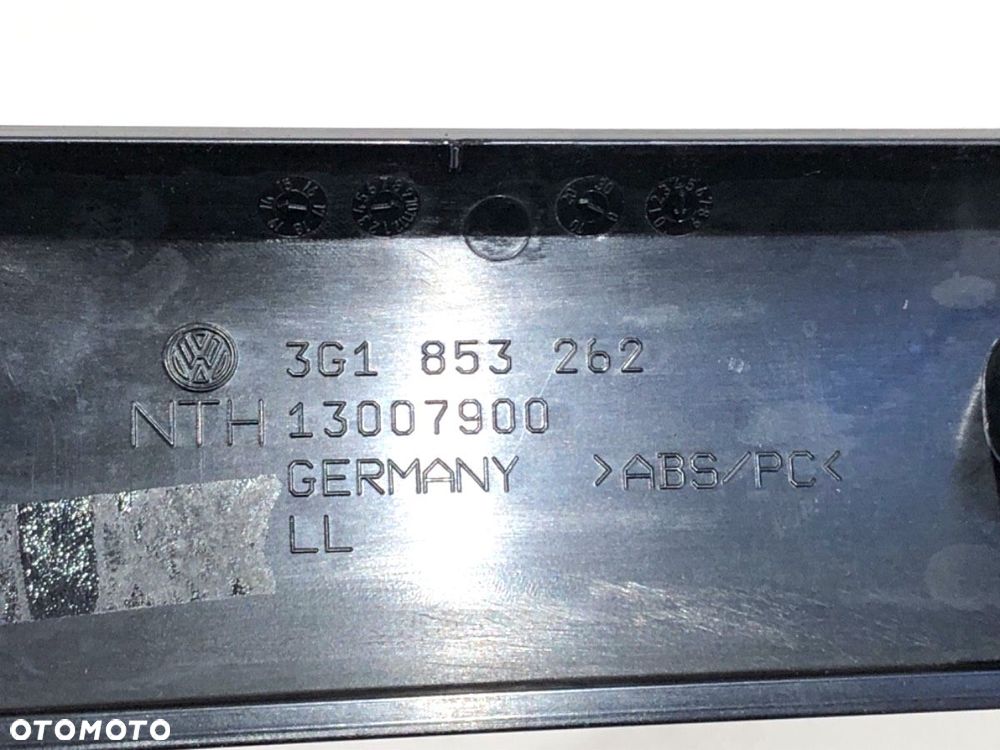 3G1 853 262
NTH 13007900
GERMANY >ABS/PC<
LL
OTOMOTO